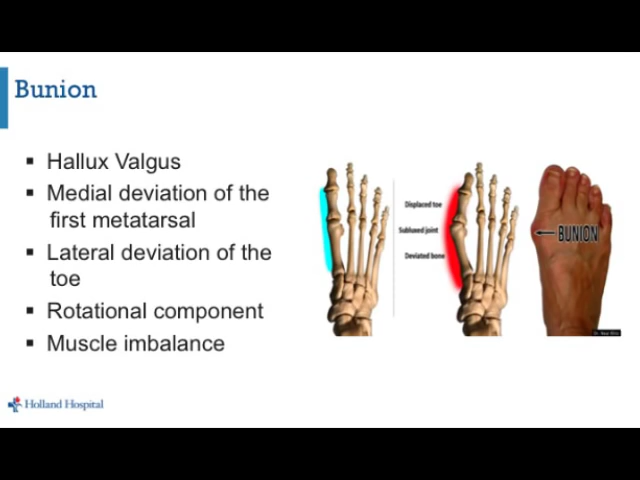 Bunion
▪ Hallux Valgus
▪ Medial deviation of the
first metatarsal
▪ Lateral deviation of the
toe
▪ Rotational component
▪ Muscle imbalance
Displaced toe
Subluxed joint
Deviated bone
BUNION
Holland Hospital